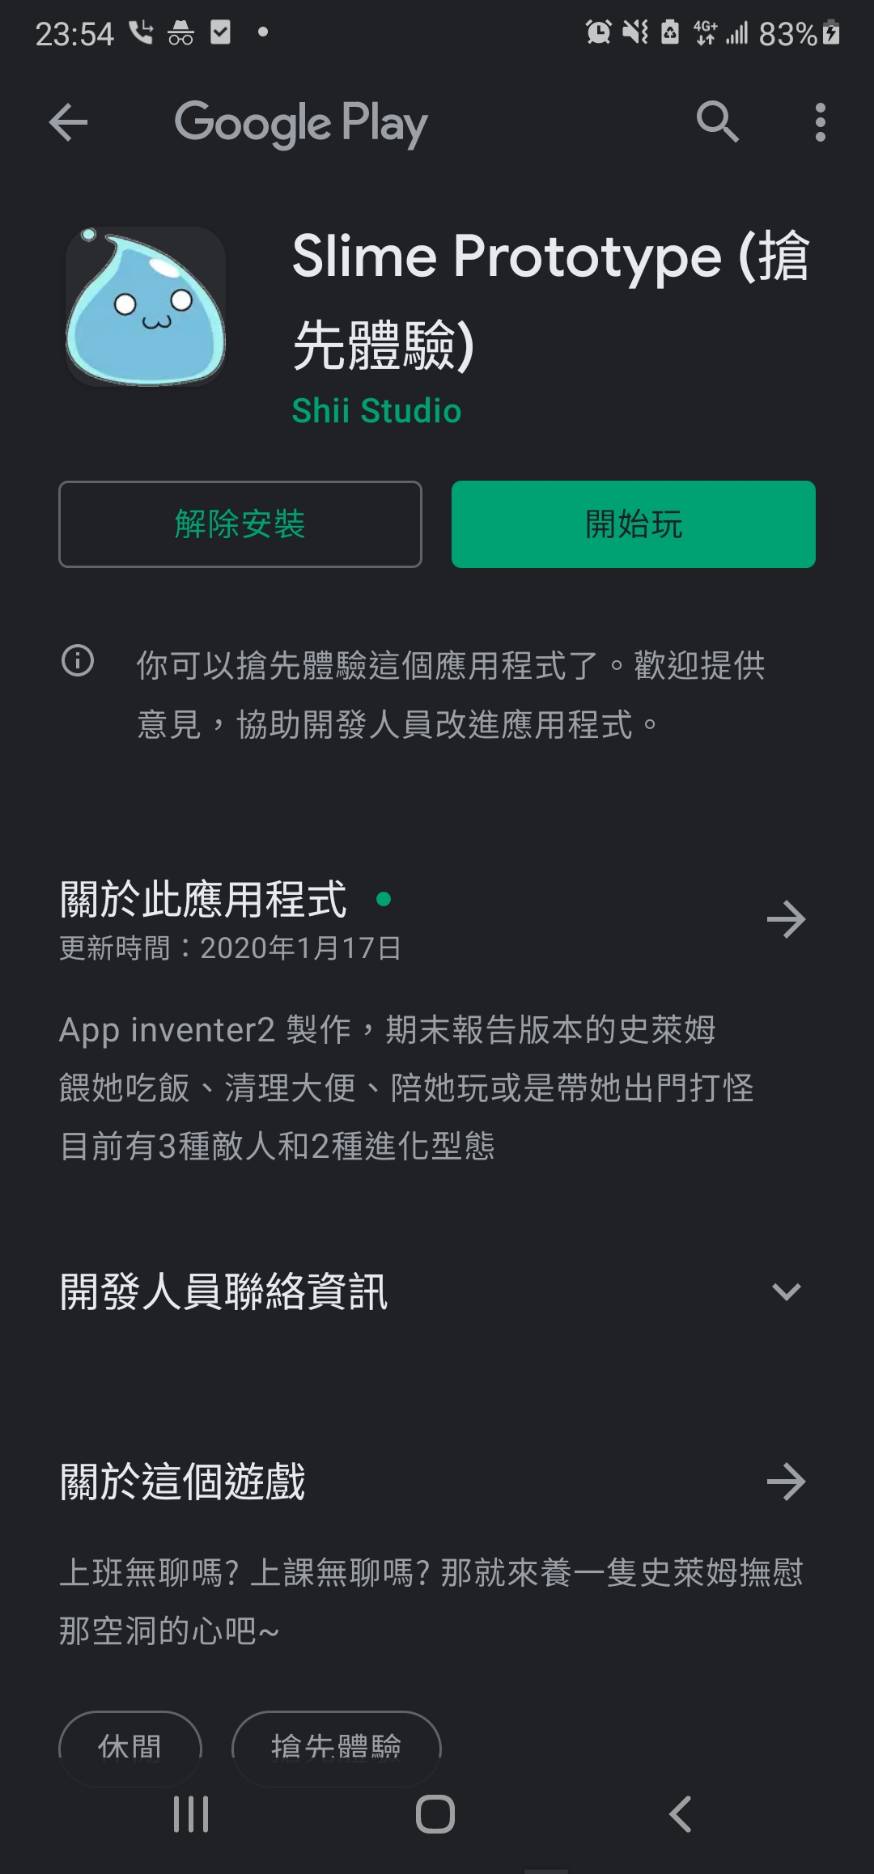 23:54
4G+
83%
Google Play
Slime Prototype (搶
先體驗)
Shii Studio
解除安裝
開始玩
你可以搶先體驗這個應用程式了。歡迎提供
意見，協助開發人員改進應用程式。
關於此應用程式
更新時間：2020年1月17日
App inventer2 製作，期末報告版本的史萊姆
餵她吃飯、清理大便、陪她玩或是帶她出門打怪
目前有3種敵人和2種進化型態
開發人員聯絡資訊
關於這個遊戲
上班無聊嗎? 上課無聊嗎? 那就來養一隻史萊姆撫慰
那空洞的心吧~
休閒
搶先體驗